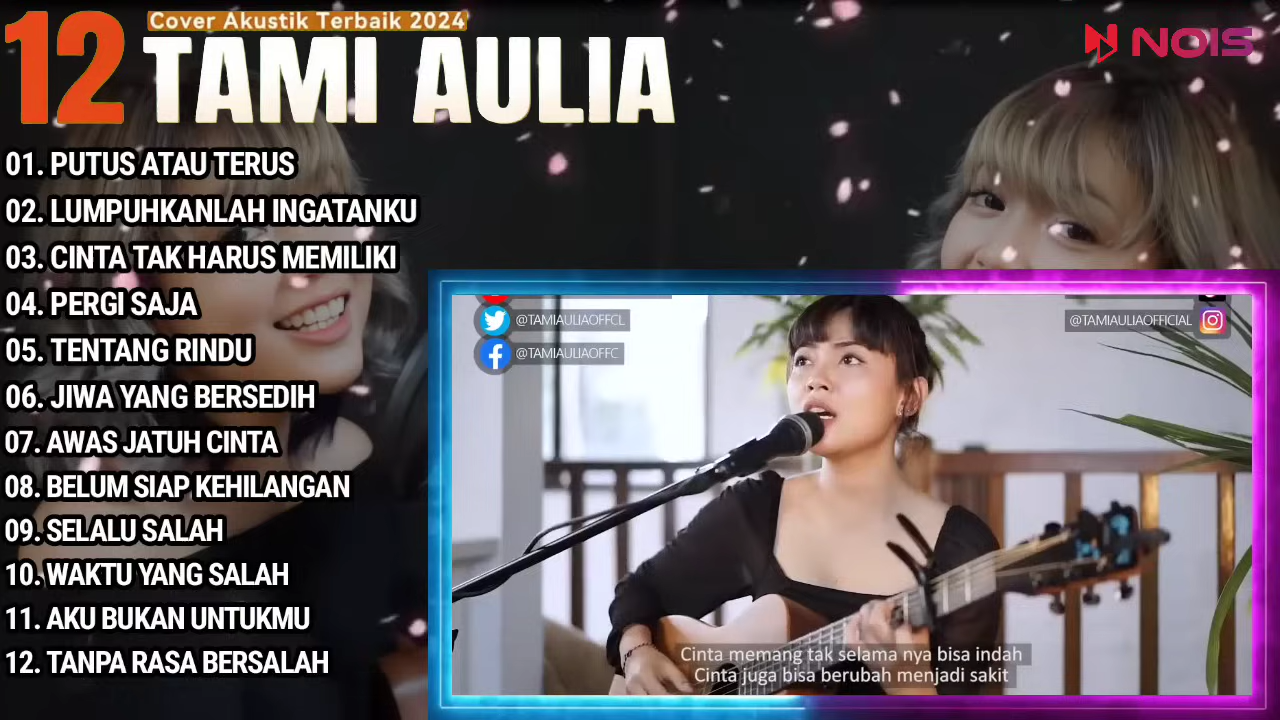 12
Cover Akustik Terbaik 2024
TAMI AULIA
NOIS
01. PUTUS ATAU TERUS
02. LUMPUHKANLAH INGATANKU
03. CINTA TAK HARUS MEMILIKI
04. PERGI SAJA
05. TENTANG RINDU
06. JIWA YANG BERSEDIH
07. AWAS JATUH CINTA
08. BELUM SIAP KEHILANGAN
09. SELALU SALAH
10. WAKTU YANG SALAH
11. AKU BUKAN UNTUKMU
12. TANPA RASA BERSALAH
@TAMIAULIAOFFCL
@TAMIAULIAOFFC
@TAMIAULIAOFFICIAL
Cinta memang tak selama nya bisa indah
Cinta juga bisa berubah menjadi sakit